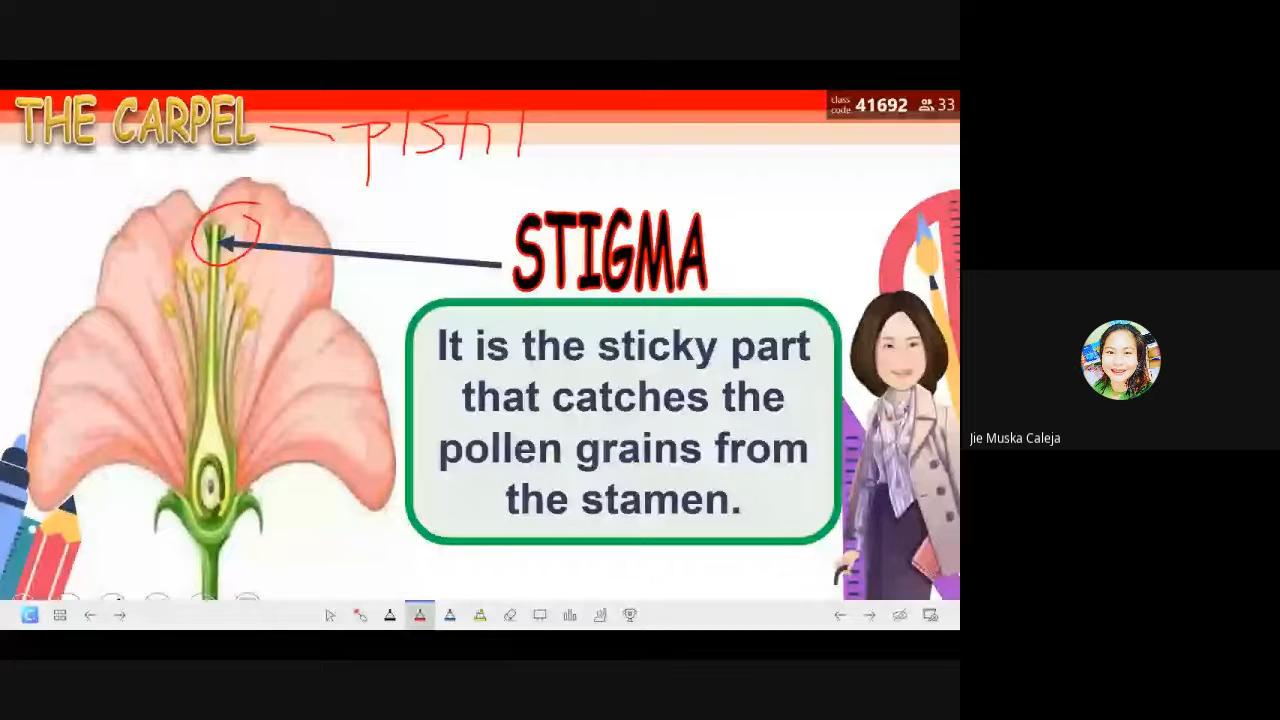 THE CARPEL - pistil
class code: 41692 33
STIGMA
It is the sticky part
that catches the
pollen grains from
the stamen.
Jie Muska Caleja